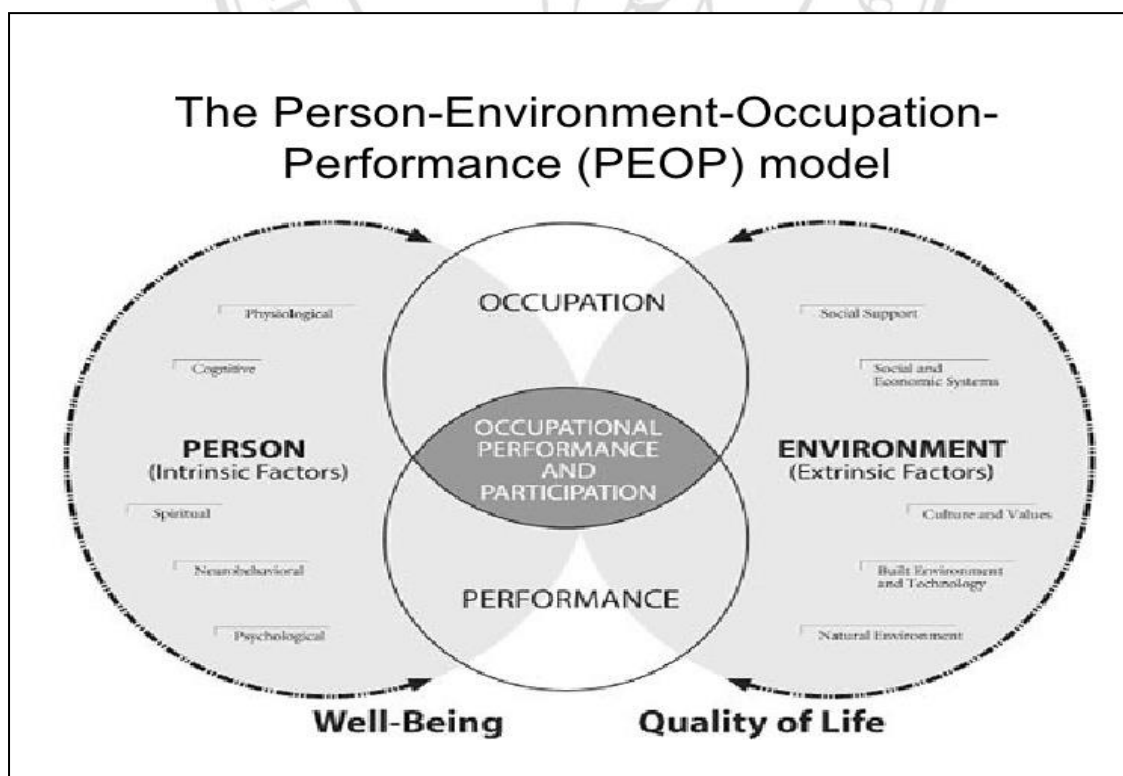 The Person-Environment-Occupation-
Performance (PEOP) model
OCCUPATION
Physiological
Cognitive
PERSON
(Intrinsic Factors)
Spiritual
Neurobehavioral
Psychological
OCCUPATIONAL
PERFORMANCE
AND
PARTICIPATION
Social Support
Social and
Economic Systems
ENVIRONMENT
(Extrinsic Factors)
Culture and Values
Built Environment
and Technology
Natural Environment
PERFORMANCE
Well-Being
Quality of Life